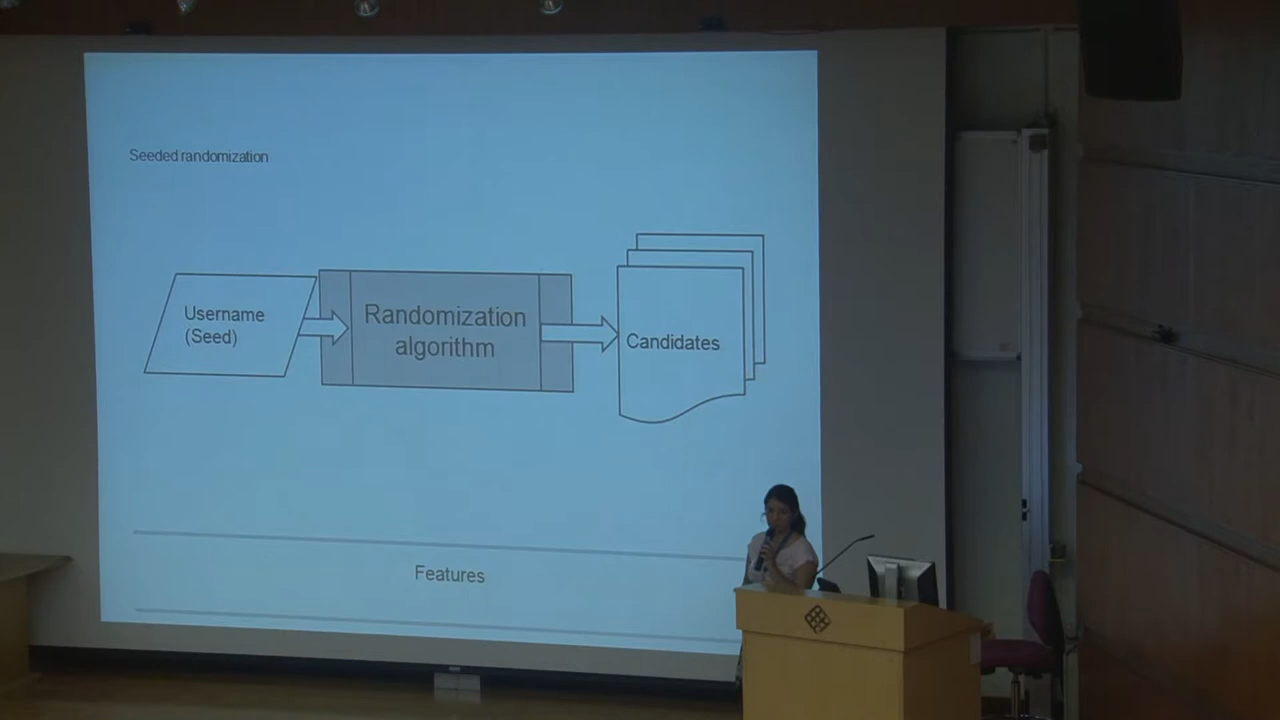 Seeded randomization
Username
(Seed)
Randomization
algorithm
Candidates
Features